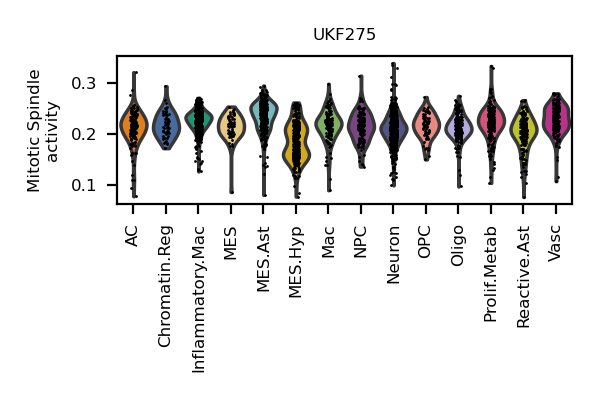 UKF275
Mitotic Spindle
activity
0.3
0.2
0.1
AC
Chromatin.Reg
Inflammatory.Mac
MES
MES.Ast
MES.Hyp
Mac
NPC
Neuron
OPC
Oligo
Prolif.Metab
Reactive.Ast
Vasc